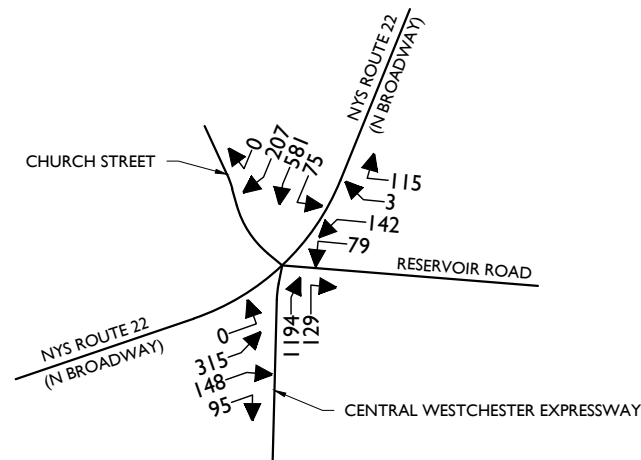 NYS ROUTE 22
(N BROADWAY)
CHURCH STREET
0
207
581
75
115
3
142
79
RESERVOIR ROAD
NYS ROUTE 22
(N BROADWAY)
0
315
148
95
1194
129
CENTRAL WESTCHESTER EXPRESSWAY